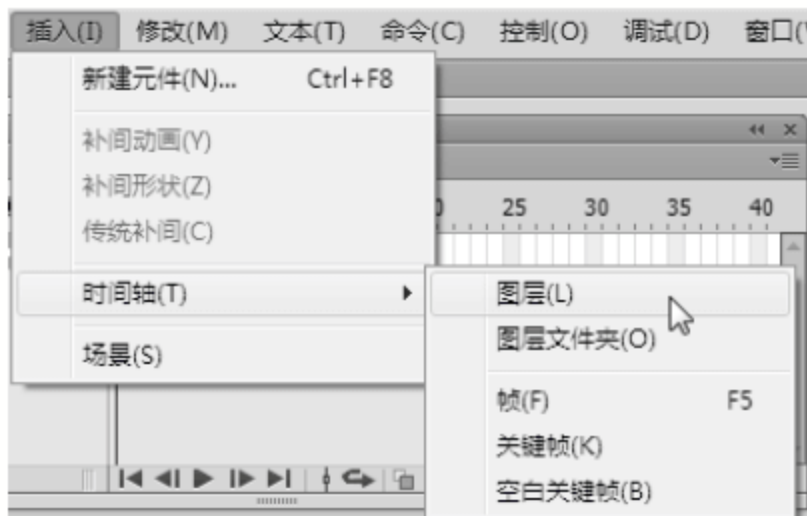 插入(I) 修改(M) 文本(T) 命令(C) 控制(O) 调试(D) 窗口(
新建元件(N)... Ctrl+F8
补间动画(Y)
补间形状(Z)
传统补间(C)
25 30 35 40
时间轴(T)
图层(L)
图层文件夹(O)
场景(S)
帧(F) F5
关键帧(K)
空白关键帧(B)